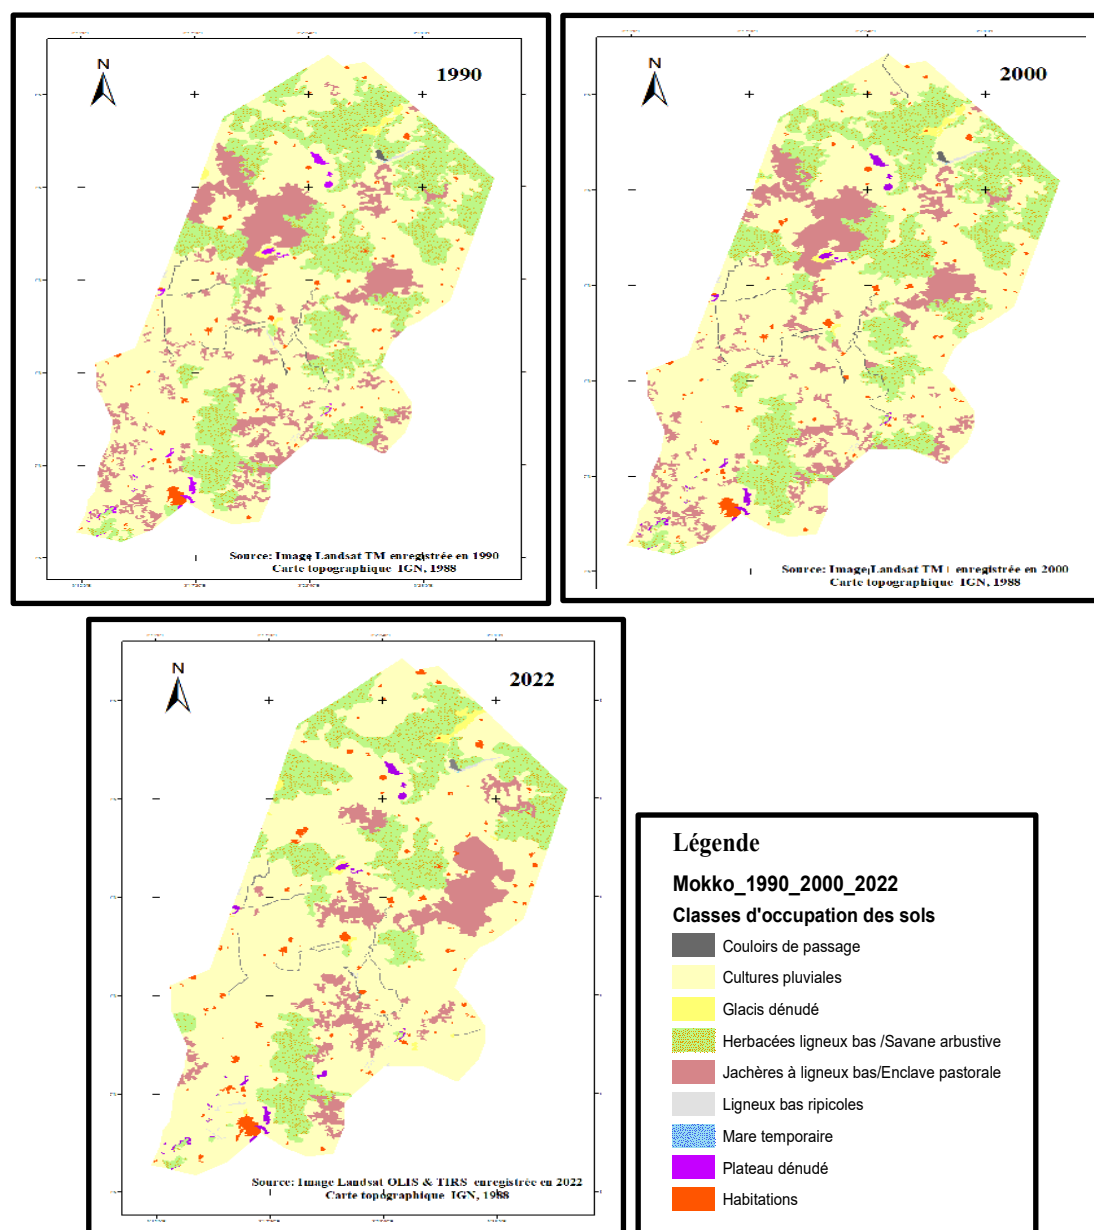 N
1990
Source: Image Landsat TM enregistrée en 1990
Carte topographique IGN, 1988
N
2000
Source: Image Landsat TM enregistrée en 2000
Carte topographique IGN, 1988
N
2022
Source: Image Landsat OLIS & TIRS enregistrée en 2022
Carte topographique IGN, 1988
Légende
Mokko_1990_2000_2022
Classes d'occupation des sols
Couloirs de passage
Cultures pluviales
Glacis dénudé
Herbacées ligneux bas /Savane arbustive
Jachères à ligneux bas/Enclave pastorale
Ligneux bas ripicoles
Mare temporaire
Plateau dénudé
Habitations